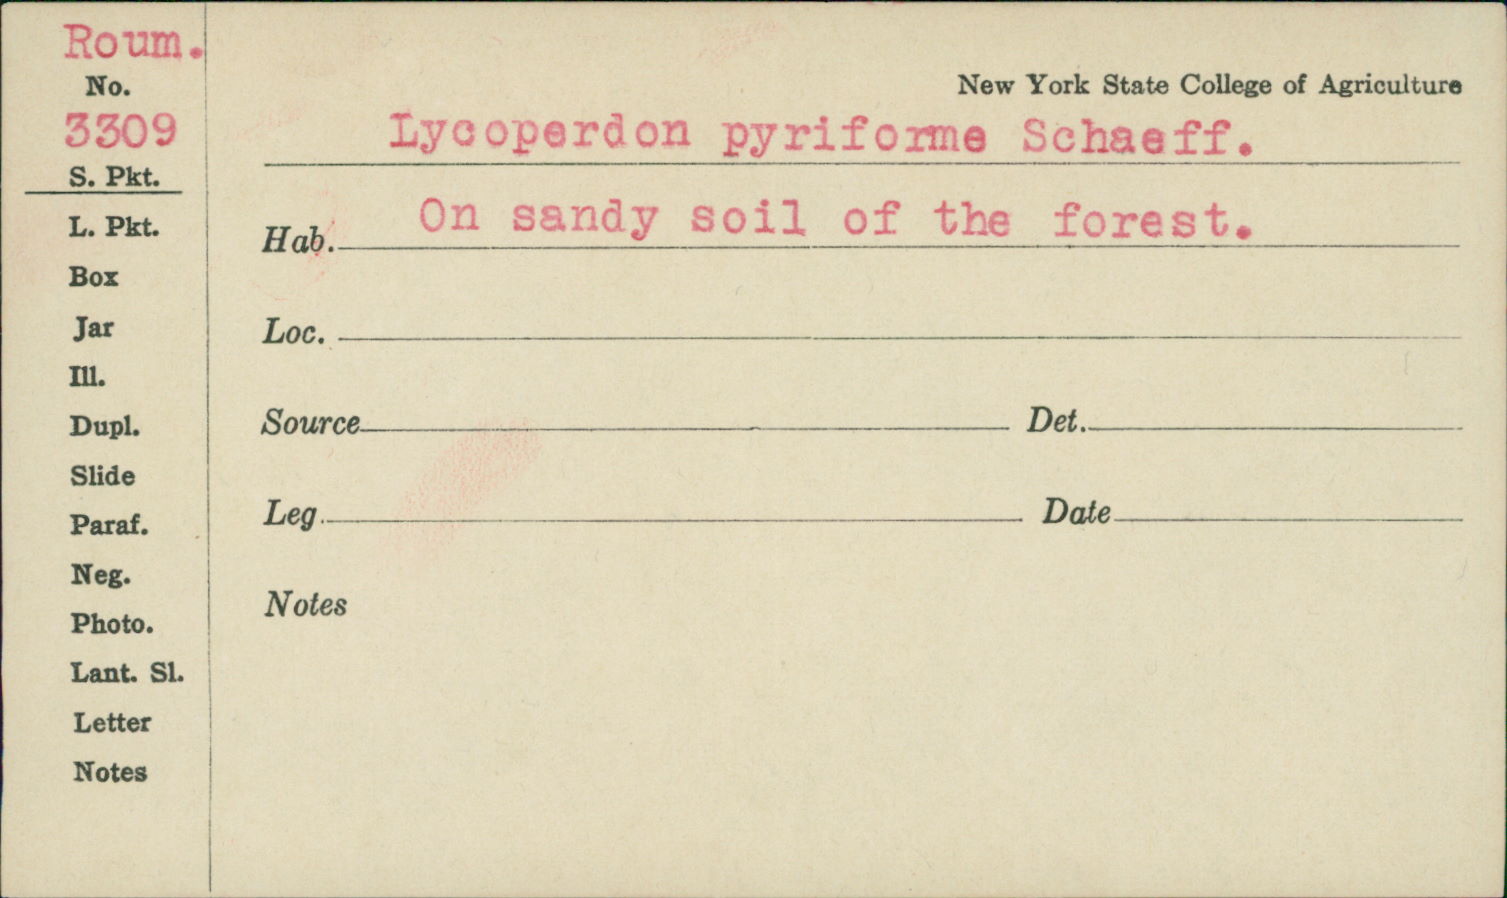 Roum.
No.
3309
S. Pkt.
L. Pkt.
Box
Jar
Ill.
Dupl.
Slide
Paraf.
Neg.
Photo.
Lant. Sl.
Letter
Notes
New York State College of Agriculture
Lycoperdon pyriforme Schaeff.
Hab. On sandy soil of the forest.
Loc.
Source Det.
Leg. Date
Notes